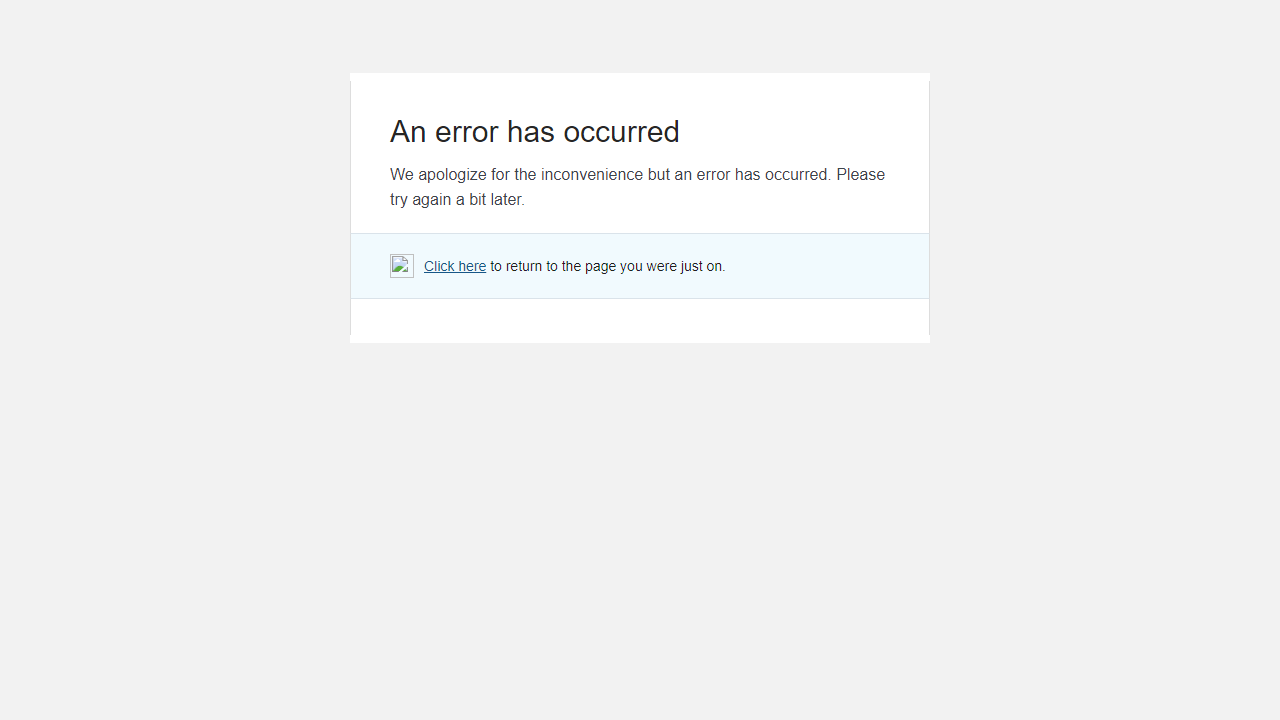 An error has occurred
We apologize for the inconvenience but an error has occurred. Please
try again a bit later.
Click here to return to the page you were just on.